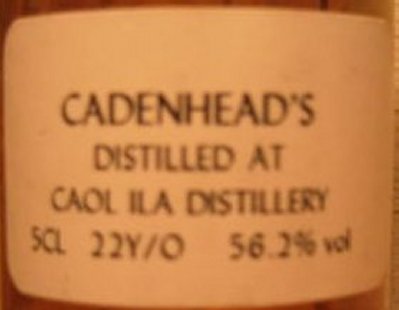 CADENHEAD'S
DISTILLED AT
CAOL ILA DISTILLERY
5CL 22Y/O 56.2% vol